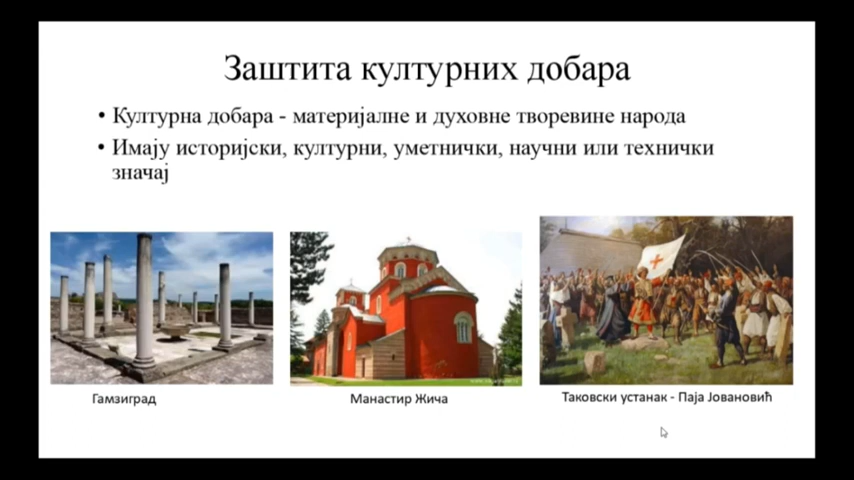 Заштита културних добара
• Културна добара - материјалне и духовне творевине народа
• Имају историјски, културни, уметнички, научни или технички
значај
Гамзиград
Манастир Жича
Таковски устанак - Паја Јовановић